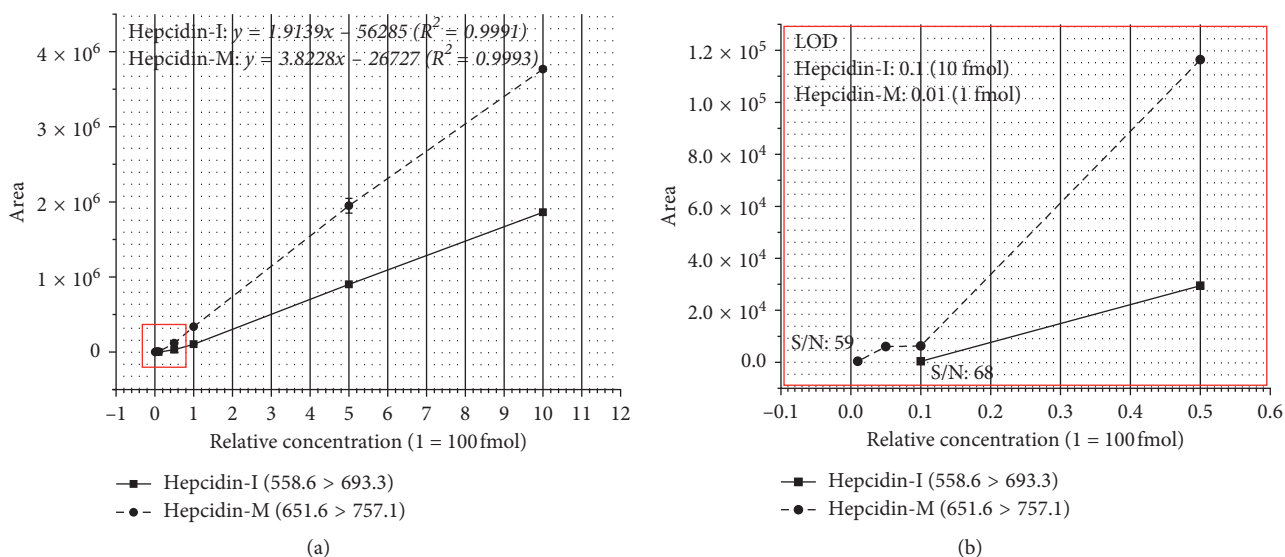 Hepcidin-I: y = 1.9139x – 56285 (R² = 0.9991)
Hepcidin-M: y = 3.8228x – 26727 (R² = 0.9993)
4 × 10⁶
3 × 10⁶
2 × 10⁶
1 × 10⁶
0
Area
–1 0 1 2 3 4 5 6 7 8 9 10 11 12
Relative concentration (1 = 100 fmol)
Hepcidin-I (558.6 > 693.3)
Hepcidin-M (651.6 > 757.1)
(a)
LOD
Hepcidin-I: 0.1 (10 fmol)
Hepcidin-M: 0.01 (1 fmol)
1.2 × 10⁵
1.0 × 10⁵
8.0 × 10⁴
6.0 × 10⁴
4.0 × 10⁴
2.0 × 10⁴
0.0
Area
S/N: 59
S/N: 68
–0.1 0.0 0.1 0.2 0.3 0.4 0.5 0.6
Relative concentration (1 = 100 fmol)
Hepcidin-I (558.6 > 693.3)
Hepcidin-M (651.6 > 757.1)
(b)